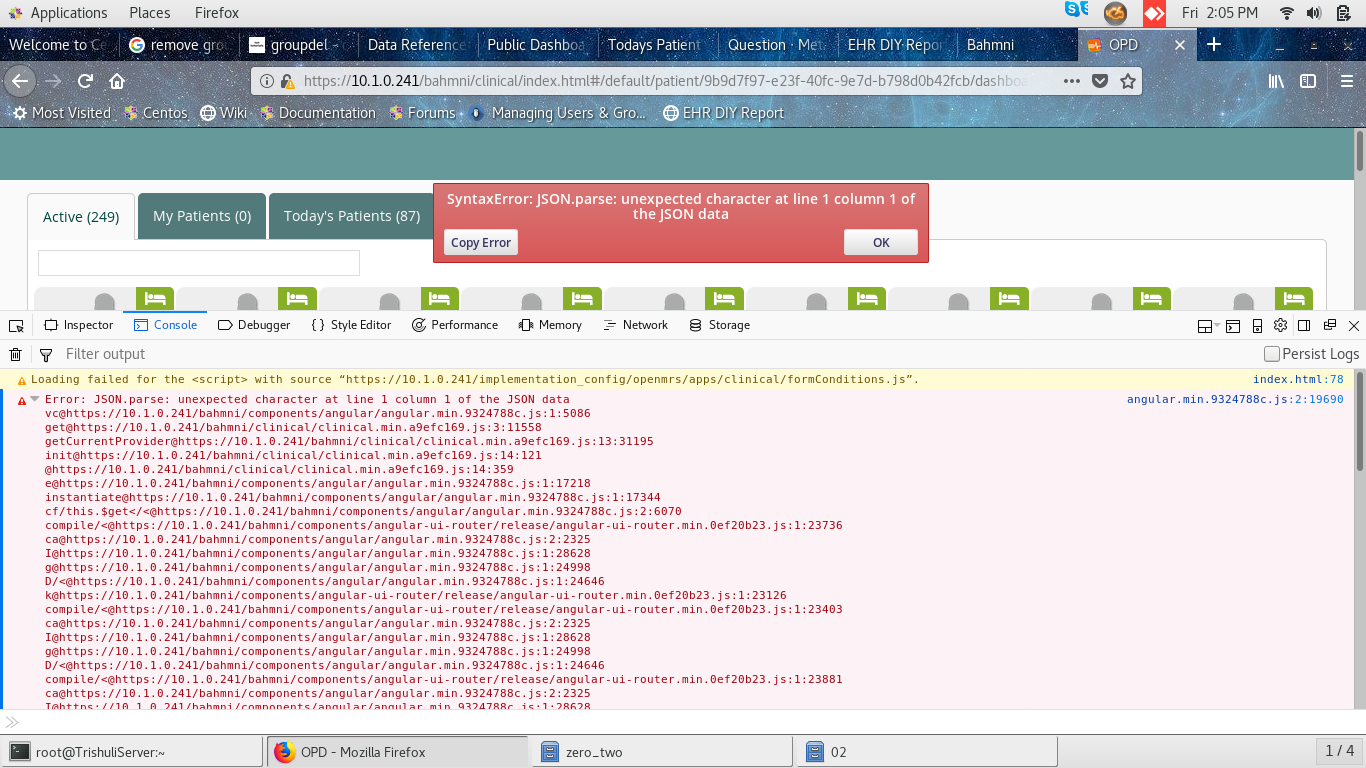 Applications Places Firefox Fri 2:05 PM
Welcome to Ce remove gro groupdel - Data Reference Public Dashboa Todays Patient Question · Met EHR DIY Repor Bahmni OPD
https://10.1.0.241/bahmni/clinical/index.html#/default/patient/9b9d7f97-e23f-40fc-9e7d-b798d0b42fcb/dashboa
Most Visited Centos Wiki Documentation Forums Managing Users & Gro... EHR DIY Report
Active (249) My Patients (0) Today's Patients (87)
SyntaxError: JSON.parse: unexpected character at line 1 column 1 of
the JSON data
Copy Error OK
Inspector Console Debugger { } Style Editor Performance Memory Network Storage
Filter output Persist Logs
Loading failed for the <script> with source “https://10.1.0.241/implementation_config/openmrs/apps/clinical/formConditions.js”. index.html:78
Error: JSON.parse: unexpected character at line 1 column 1 of the JSON data angular.min.9324788c.js:2:19690
vc@https://10.1.0.241/bahmni/components/angular/angular.min.9324788c.js:1:5086
get@https://10.1.0.241/bahmni/clinical/clinical.min.a9efc169.js:3:11558
getCurrentProvider@https://10.1.0.241/bahmni/clinical/clinical.min.a9efc169.js:13:31195
init@https://10.1.0.241/bahmni/clinical/clinical.min.a9efc169.js:14:121
@https://10.1.0.241/bahmni/clinical/clinical.min.a9efc169.js:14:359
e@https://10.1.0.241/bahmni/components/angular/angular.min.9324788c.js:1:17218
instantiate@https://10.1.0.241/bahmni/components/angular/angular.min.9324788c.js:1:17344
cf/this.$get</<@https://10.1.0.241/bahmni/components/angular/angular.min.9324788c.js:2:6070
compile/<@https://10.1.0.241/bahmni/components/angular-ui-router/release/angular-ui-router.min.0ef20b23.js:1:23736
ca@https://10.1.0.241/bahmni/components/angular/angular.min.9324788c.js:2:2325
I@https://10.1.0.241/bahmni/components/angular/angular.min.9324788c.js:1:28628
g@https://10.1.0.241/bahmni/components/angular/angular.min.9324788c.js:1:24998
D/<@https://10.1.0.241/bahmni/components/angular/angular.min.9324788c.js:1:24646
k@https://10.1.0.241/bahmni/components/angular-ui-router/release/angular-ui-router.min.0ef20b23.js:1:23126
compile/<@https://10.1.0.241/bahmni/components/angular-ui-router/release/angular-ui-router.min.0ef20b23.js:1:23403
ca@https://10.1.0.241/bahmni/components/angular/angular.min.9324788c.js:2:2325
I@https://10.1.0.241/bahmni/components/angular/angular.min.9324788c.js:1:28628
g@https://10.1.0.241/bahmni/components/angular/angular.min.9324788c.js:1:24998
D/<@https://10.1.0.241/bahmni/components/angular/angular.min.9324788c.js:1:24646
compile/<@https://10.1.0.241/bahmni/components/angular-ui-router/release/angular-ui-router.min.0ef20b23.js:1:23881
ca@https://10.1.0.241/bahmni/components/angular/angular.min.9324788c.js:2:2325
I@https://10.1.0.241/bahmni/components/angular/angular.min.9324788c.js:1:28628
root@TrishuliServer:~ OPD - Mozilla Firefox zero_two 02 1 / 4